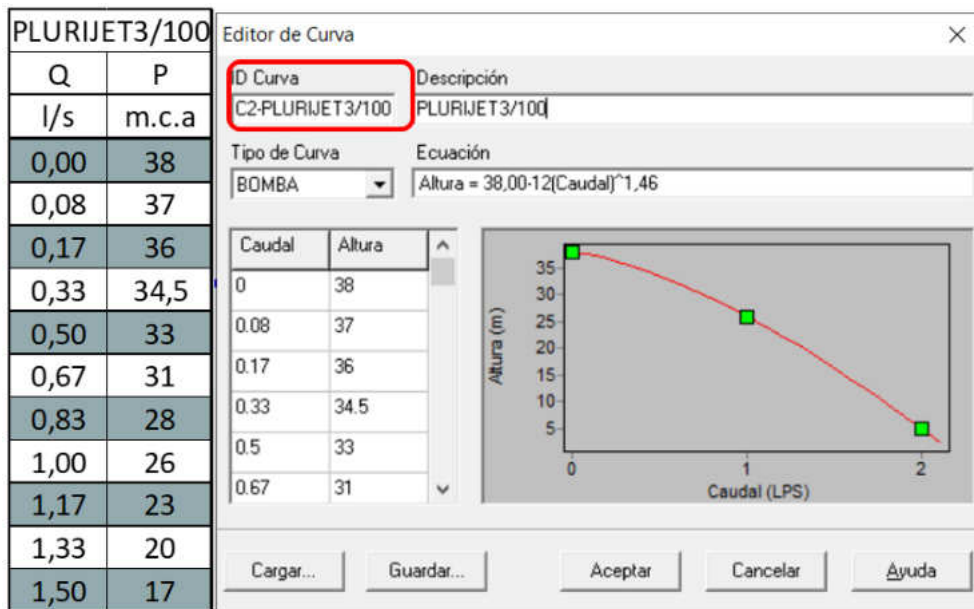 PLURIJET3/100
Q P
l/s m.c.a
0,00 38
0,08 37
0,17 36
0,33 34,5
0,50 33
0,67 31
0,83 28
1,00 26
1,17 23
1,33 20
1,50 17
Editor de Curva
ID Curva Descripción
C2-PLURIJET3/100 PLURIJET3/100
Tipo de Curva Ecuación
BOMBA Altura = 38,00-12(Caudal)^1,46
Caudal Altura
0 38
0.08 37
0.17 36
0.33 34.5
0.5 33
0.67 31
Altura (m)
35
30
25
20
15
10
5
0 1 2
Caudal (LPS)
Cargar... Guardar... Aceptar Cancelar Ayuda